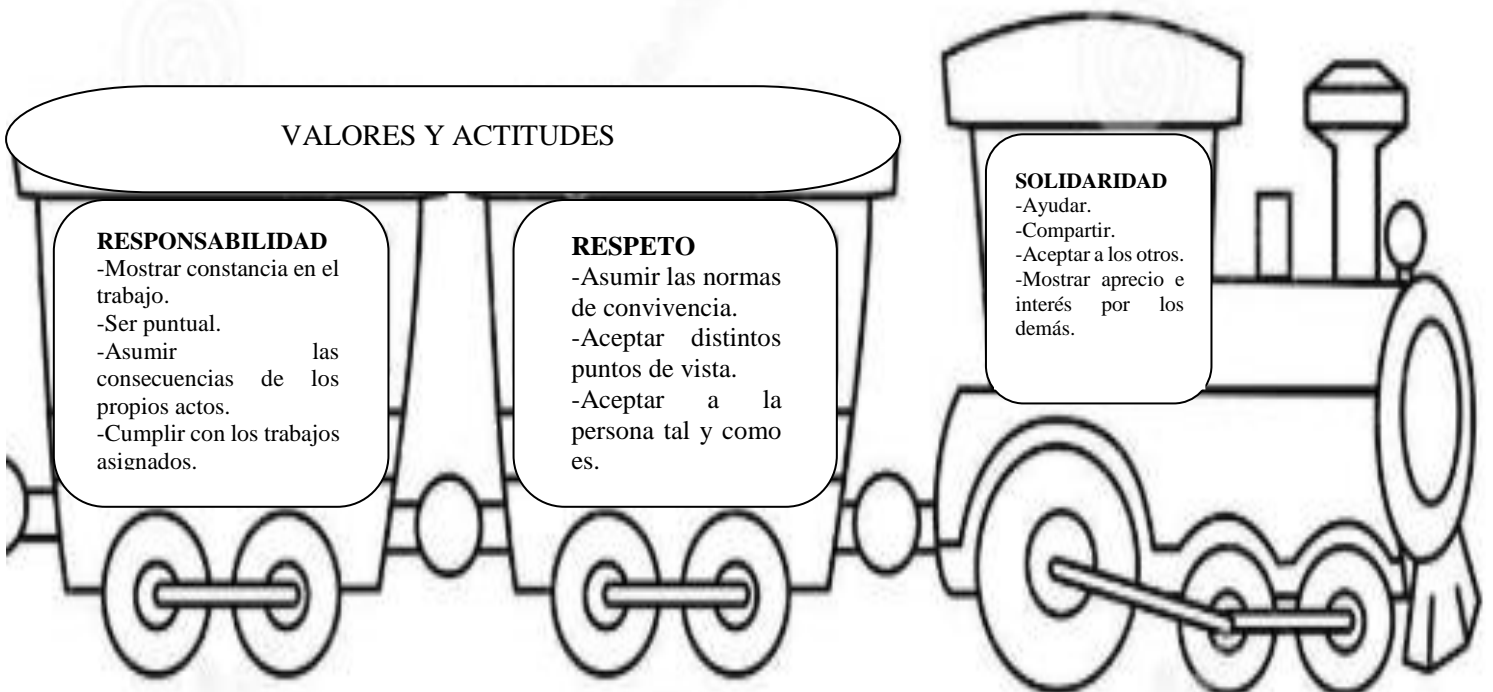 VALORES Y ACTITUDES
RESPONSABILIDAD
-Mostrar constancia en el
trabajo.
-Ser puntual.
-Asumir las
consecuencias de los
propios actos.
-Cumplir con los trabajos
asignados.
RESPETO
-Asumir las normas
de convivencia.
-Aceptar distintos
puntos de vista.
-Aceptar a la
persona tal y como
es.
SOLIDARIDAD
-Ayudar.
-Compartir.
-Aceptar a los otros.
-Mostrar aprecio e
interés por los
demás.